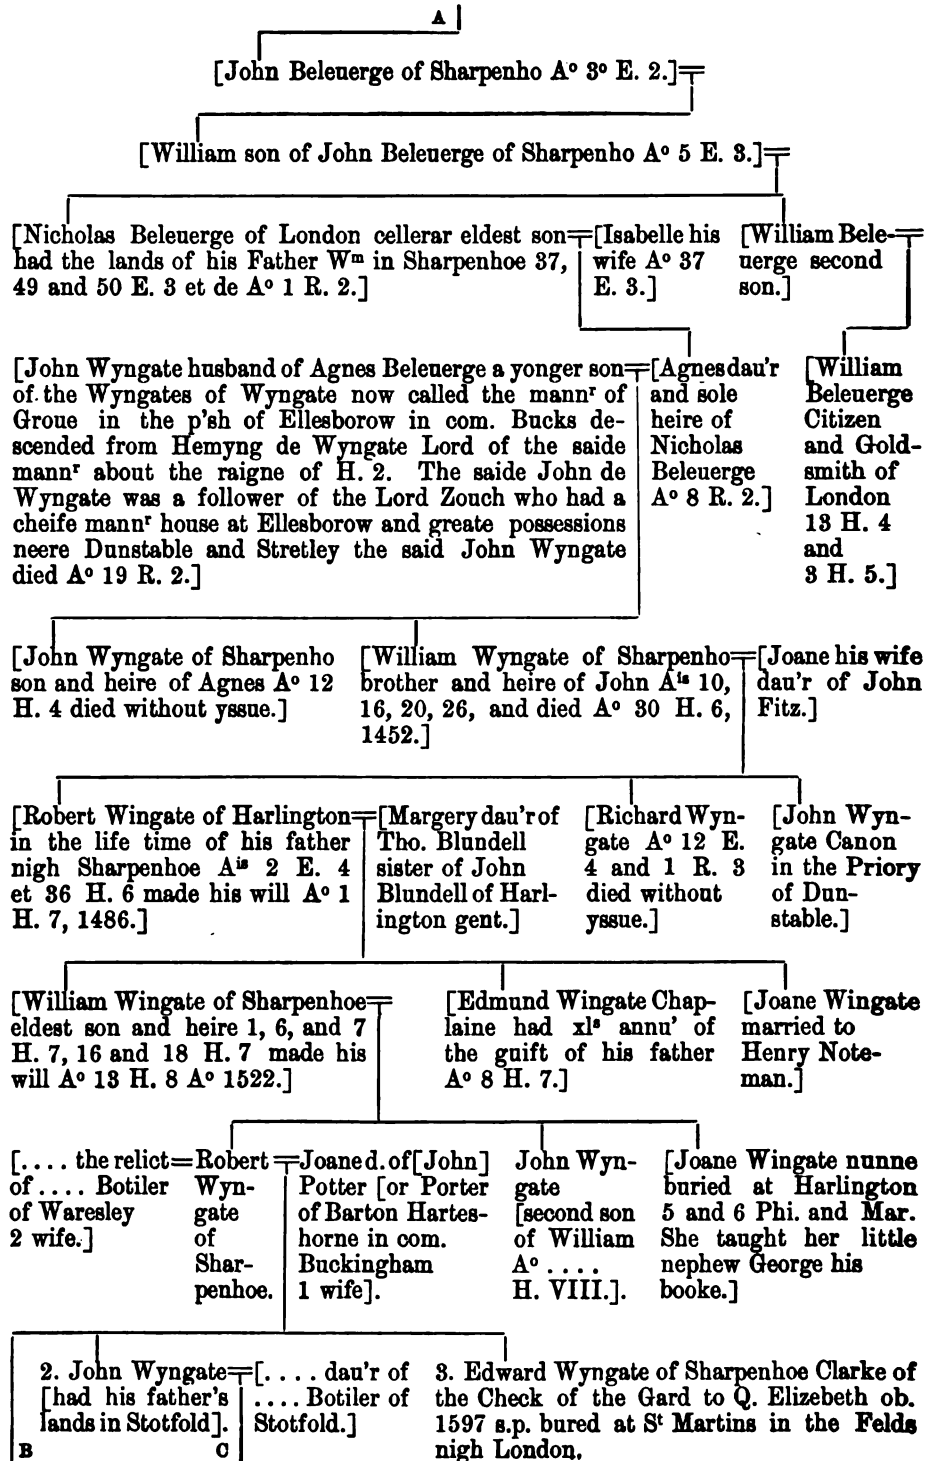 A
[John Beleuerge of Sharpenho Aº 3º E. 2.]=
[William son of John Beleuerge of Sharpenho Aº 5 E. 3.]=
[Nicholas Beleuerge of London cellerar eldest son=
had the lands of his Father Wᵐ in Sharpenhoe 37,
49 and 50 E. 3 et de Aº 1 R. 2.]
[Isabelle his
wife Aº 37
E. 3.]
[William Bele-=
uerge second
son.]
[John Wyngate husband of Agnes Beleuerge a yonger son=
of the Wyngates of Wyngate now called the mannʳ of
Groue in the p'sh of Ellesborow in com. Bucks de-
scended from Hemyng de Wyngate Lord of the saide
mannʳ about the raigne of H. 2. The saide John de
Wyngate was a follower of the Lord Zouch who had a
cheife mannʳ house at Ellesborow and greate possessions
neere Dunstable and Stretley the said John Wyngate
died Aº 19 R. 2.]
[Agnes dau'r
and sole
heire of
Nicholas
Beleuerge
Aº 8 R. 2.]
[William
Beleuerge
Citizen
and Gold-
smith of
London
13 H. 4
and
3 H. 5.]
[John Wyngate of Sharpenho
son and heire of Agnes Aº 12
H. 4 died without yssue.]
[William Wyngate of Sharpenho=
brother and heire of John Aⁱˢ 10,
16, 20, 26, and died Aº 30 H. 6,
1452.]
[Joane his wife
dau'r of John
Fitz.]
[Robert Wingate of Harlington=
in the life time of his father
nigh Sharpenhoe Aⁱˢ 2 E. 4
et 36 H. 6 made his will Aº 1
H. 7, 1486.]
[Margery dau'r of
Tho. Blundell
sister of John
Blundell of Harl-
ington gent.]
[Richard Wyn-
gate Aº 12 E.
4 and 1 R. 3
died without
yssue.]
[John Wyn-
gate Canon
in the Priory
of Dun-
stable.]
[William Wingate of Sharpenhoe=
eldest son and heire 1, 6, and 7
H. 7, 16 and 18 H. 7 made his
will Aº 13 H. 8 Aº 1522.]
[Edmund Wingate Chap-
laine had xlˢ annu' of
the guift of his father
Aº 8 H. 7.]
[Joane Wingate
married to
Henry Note-
man.]
[.... the relict=
of .... Botiler
of Waresley
2 wife.]
Robert=
Wyn-
gate
of
Shar-
penhoe.
Joane d. of [John]
Potter [or Porter
of Barton Hartes-
horne in com.
Buckingham
1 wife].
John Wyn-
gate
[second son
of William
Aº ....
H. VIII.].
[Joane Wingate nunne
buried at Harlington
5 and 6 Phi. and Mar.
She taught her little
nephew George his
booke.]
2. John Wyngate=
[had his father's
lands in Stotfold].
[.... dau'r of
.... Botiler of
Stotfold.]
3. Edward Wyngate of Sharpenhoe Clarke of
the Check of the Gard to Q. Elizebeth ob.
1597 s.p. bured at Sᵗ Martins in the Felds
nigh London.
B
C